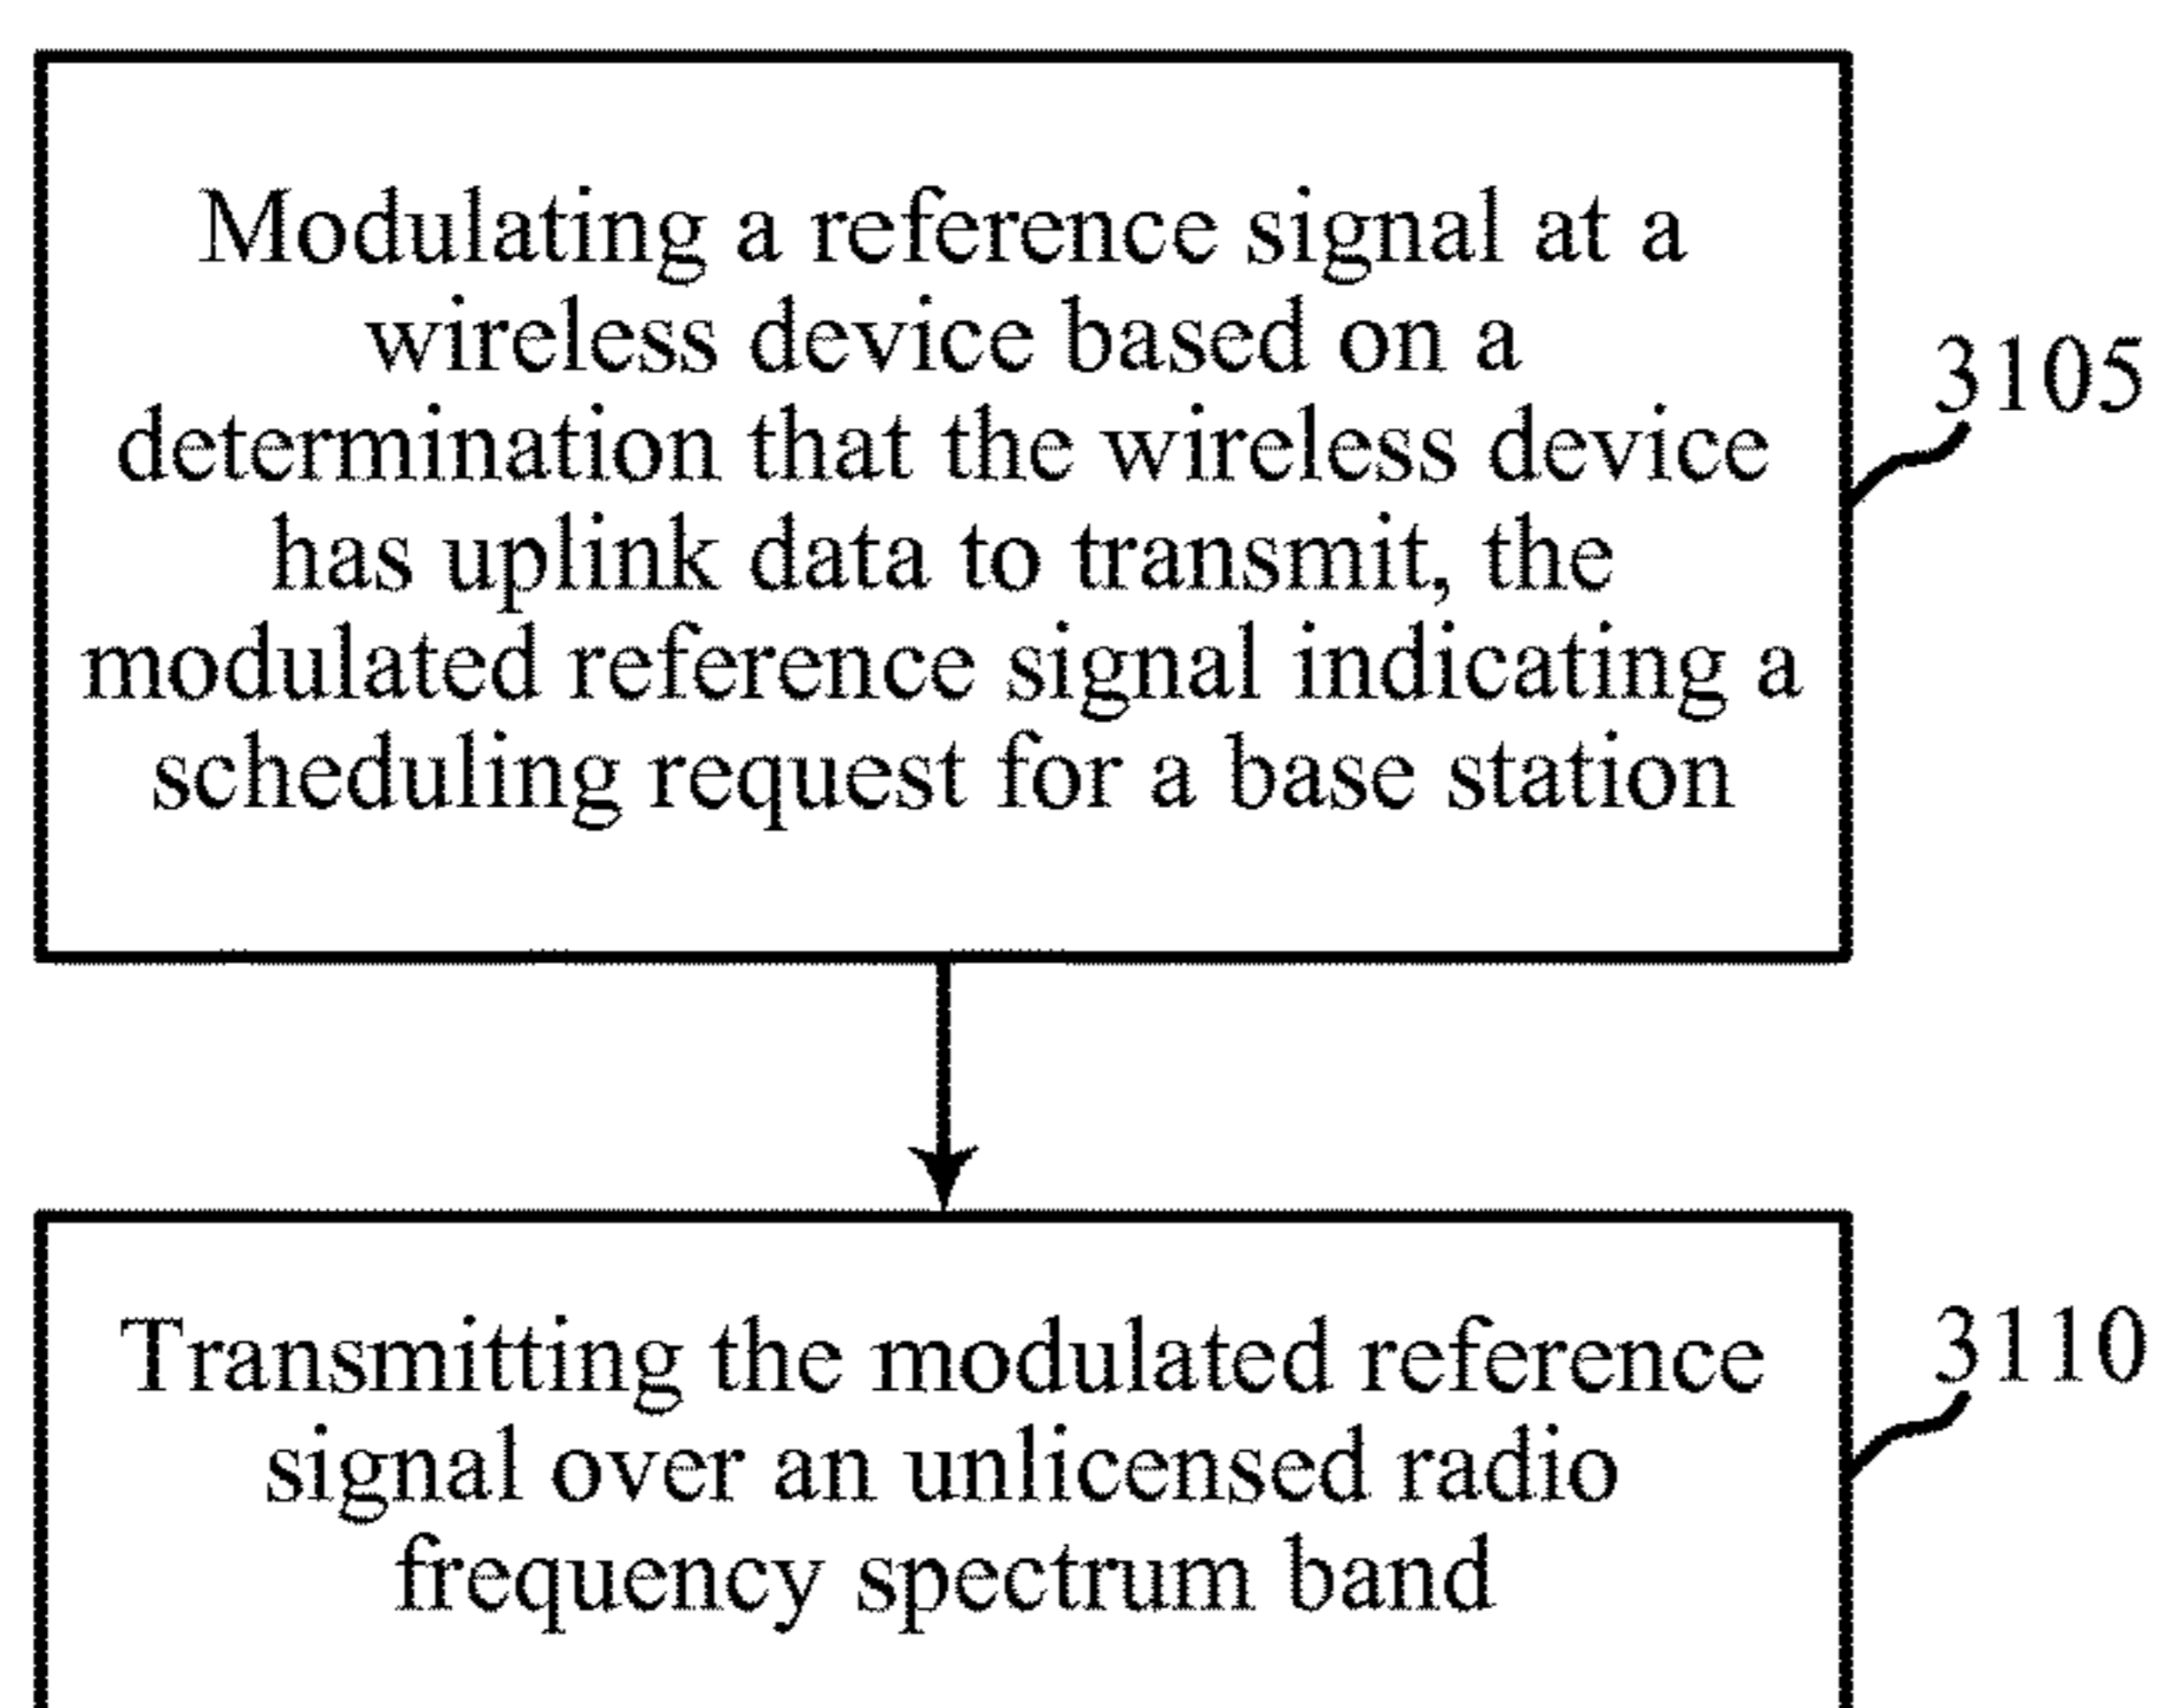 Modulating a reference signal at a
wireless device based on a
determination that the wireless device
has uplink data to transmit, the
modulated reference signal indicating a
scheduling request for a base station
3105
Transmitting the modulated reference
signal over an unlicensed radio
frequency spectrum band
3110